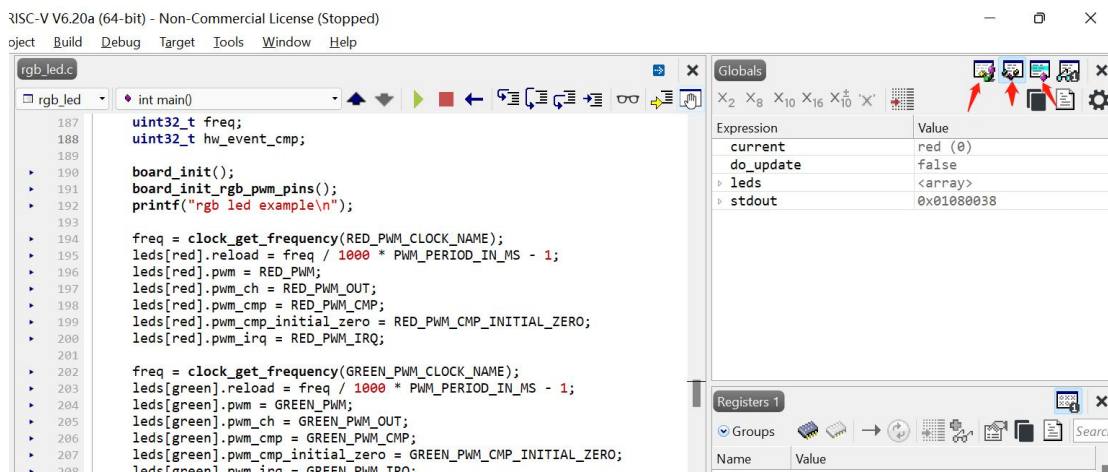 RISC-V V6.20a (64-bit) - Non-Commercial License (Stopped)
oject Build Debug Target Tools Window Help
rgb_led.c
rgb_led int main()
187 uint32_t freq;
188 uint32_t hw_event_cmp;
189
190 board_init();
191 board_init_rgb_pwm_pins();
192 printf("rgb led example\n");
193
194 freq = clock_get_frequency(RED_PWM_CLOCK_NAME);
195 leds[red].reload = freq / 1000 * PWM_PERIOD_IN_MS - 1;
196 leds[red].pwm = RED_PWM;
197 leds[red].pwm_ch = RED_PWM_OUT;
198 leds[red].pwm_cmp = RED_PWM_CMP;
199 leds[red].pwm_cmp_initial_zero = RED_PWM_CMP_INITIAL_ZERO;
200 leds[red].pwm_irq = RED_PWM_IRQ;
201
202 freq = clock_get_frequency(GREEN_PWM_CLOCK_NAME);
203 leds[green].reload = freq / 1000 * PWM_PERIOD_IN_MS - 1;
204 leds[green].pwm = GREEN_PWM;
205 leds[green].pwm_ch = GREEN_PWM_OUT;
206 leds[green].pwm_cmp = GREEN_PWM_CMP;
207 leds[green].pwm_cmp_initial_zero = GREEN_PWM_CMP_INITIAL_ZERO;
208 leds[green].pwm_irq = GREEN_PWM_IRQ;
Globals
X2 X8 X10 X16 X±10 'X'
Expression Value
current red (0)
do_update false
leds <array>
stdout 0x01080038
Registers 1
Groups Searc
Name Value